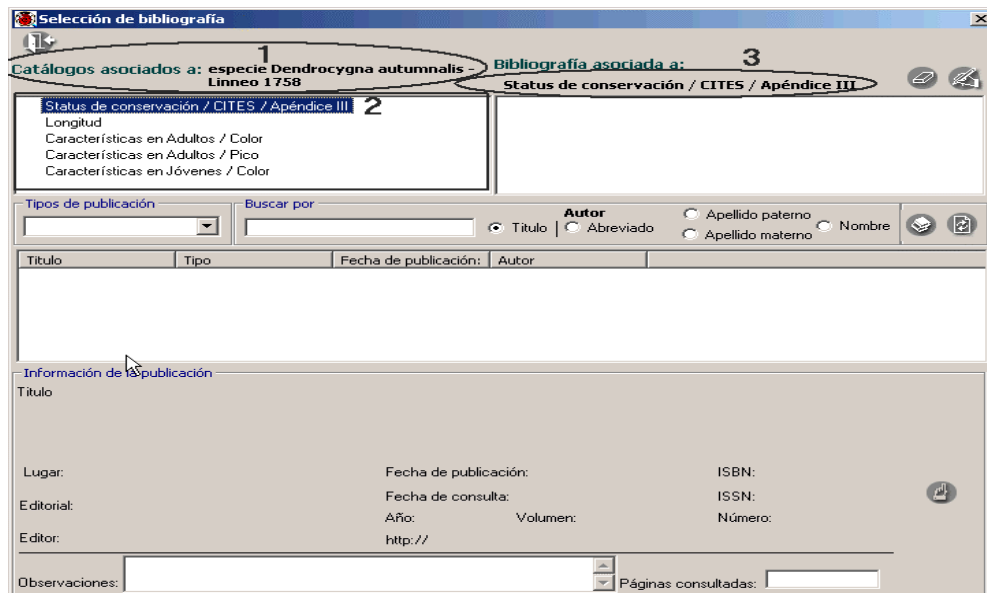 Selección de bibliografía
1
Catálogos asociados a: especie Dendrocygna autumnalis -
Linneo 1758
Bibliografía asociada a:
3
Status de conservación / CITES / Apéndice III
Status de conservación / CITES / Apéndice III
2
Longitud
Características en Adultos / Color
Características en Adultos / Pico
Características en Jóvenes / Color
Tipos de publicación
Buscar por
Autor
Titulo
Abreviado
Apellido paterno
Apellido materno
Nombre
Titulo
Tipo
Fecha de publicación:
Autor
Información de la publicación
Titulo
Lugar:
Fecha de publicación:
ISBN:
Fecha de consulta:
ISSN:
Editorial:
Año:
Volumen:
Número:
Editor:
http://
Observaciones:
Páginas consultadas: